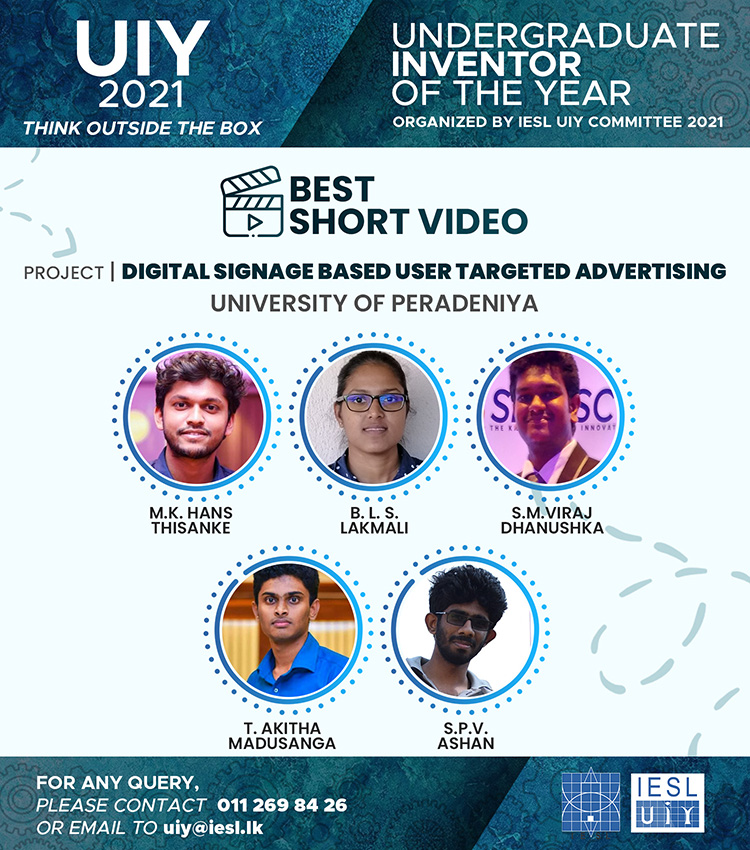 UIY
2021
THINK OUTSIDE THE BOX
UNDERGRADUATE
INVENTOR
OF THE YEAR
ORGANIZED BY IESL UIY COMMITTEE 2021
BEST
SHORT VIDEO
PROJECT | DIGITAL SIGNAGE BASED USER TARGETED ADVERTISING
UNIVERSITY OF PERADENIYA
M.K. HANS
THISANKE
B. L. S.
LAKMALI
S.M.VIRAJ
DHANUSHKA
T. AKITHA
MADUSANGA
S.P.V.
ASHAN
FOR ANY QUERY,
PLEASE CONTACT 011 269 84 26
OR EMAIL TO uiy@iesl.lk
IESL
UiY